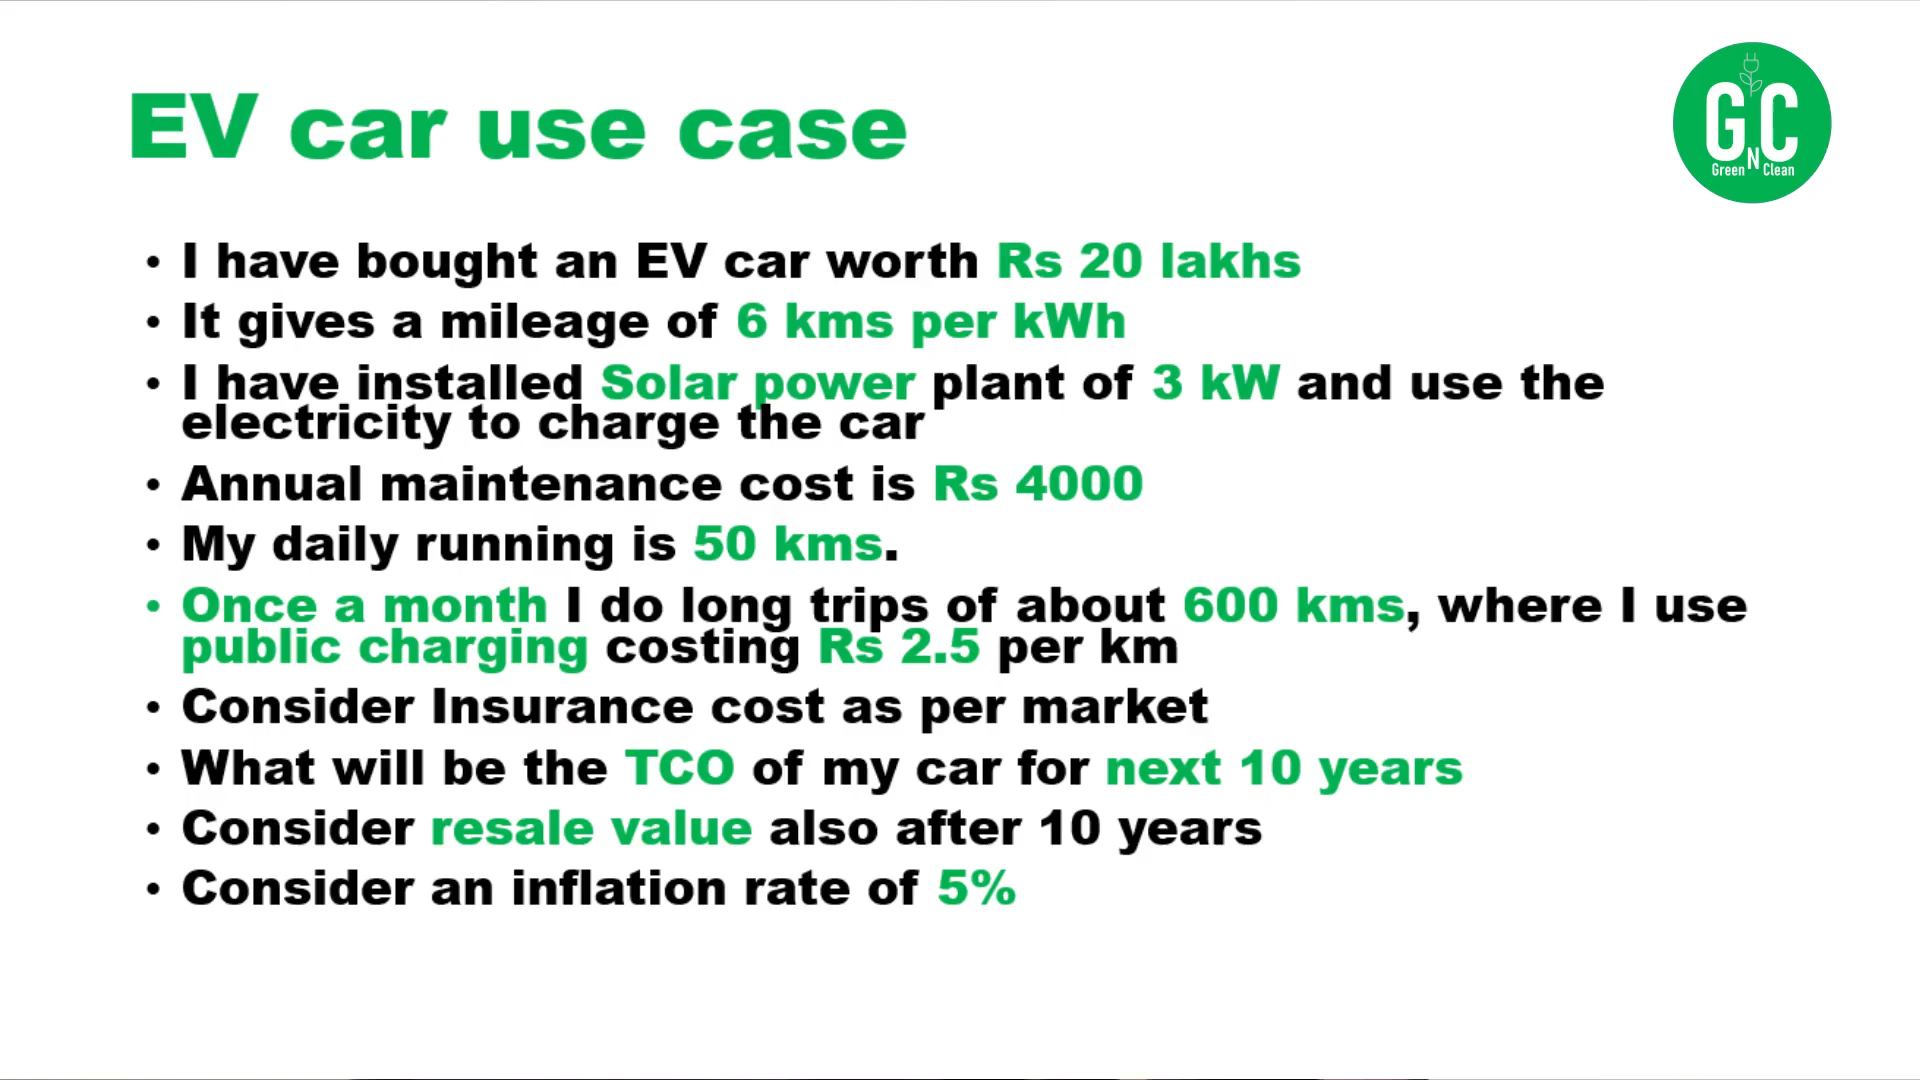 EV car use case
GNC
Green Clean
• I have bought an EV car worth Rs 20 lakhs
• It gives a mileage of 6 kms per kWh
• I have installed Solar power plant of 3 kW and use the
electricity to charge the car
• Annual maintenance cost is Rs 4000
• My daily running is 50 kms.
• Once a month I do long trips of about 600 kms, where I use
public charging costing Rs 2.5 per km
• Consider Insurance cost as per market
• What will be the TCO of my car for next 10 years
• Consider resale value also after 10 years
• Consider an inflation rate of 5%